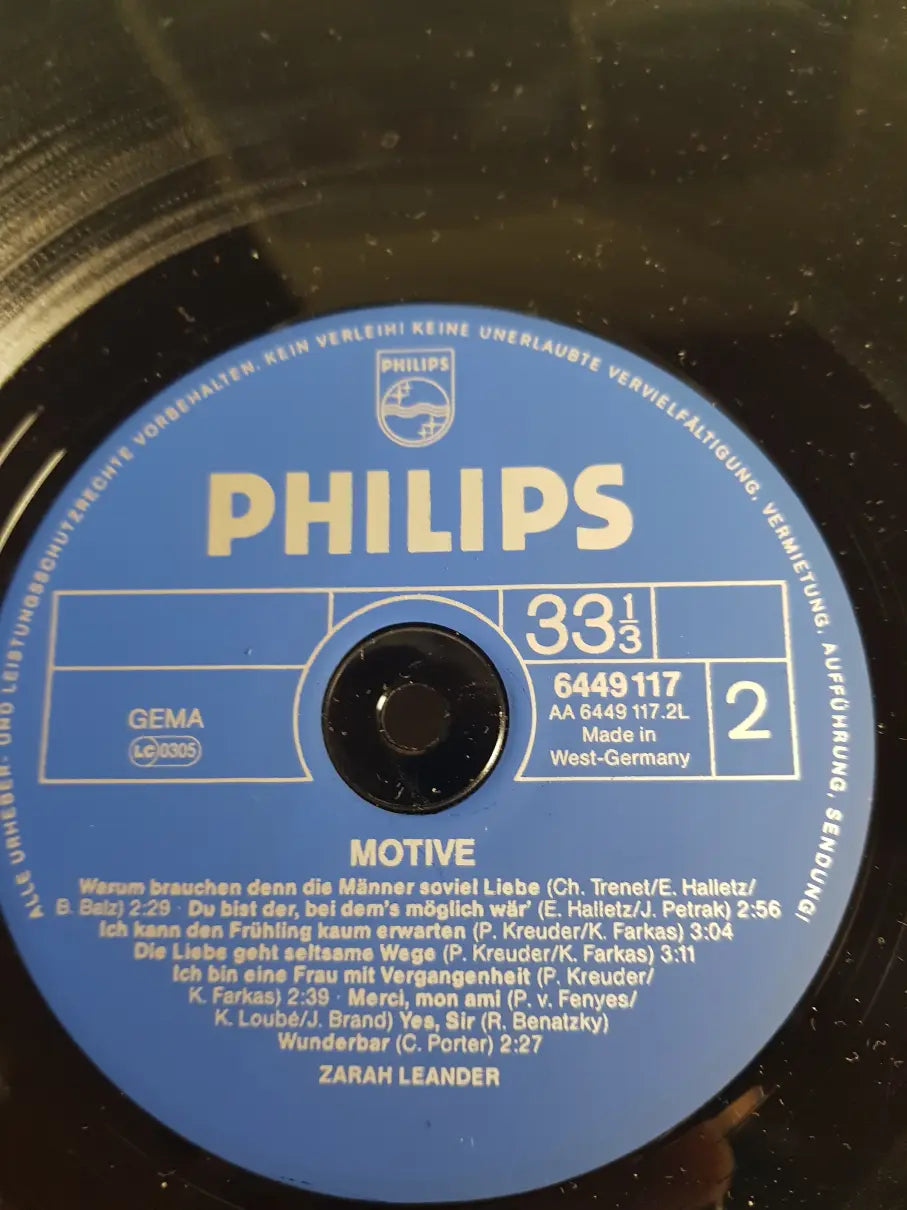 ALLE URHEBER- UND LEISTUNGSSCHUTZRECHTE VORBEHALTEN. KEIN VERLEIH! KEINE UNERLAUBTE VERVIELFÄLTIGUNG, VERMIETUNG, AUFFÜHRUNG, SENDUNG!
PHILIPS
PHILIPS
33 1/3
GEMA
LC 0305
6449 117
AA 6449 117.2L
Made in
West-Germany
2
MOTIVE
Warum brauchen denn die Männer soviel Liebe (Ch. Trenet/E. Halletz/
B. Balz) 2:29 · Du bist der, bei dem's möglich wär' (E. Halletz/J. Petrak) 2:56
Ich kann den Frühling kaum erwarten (P. Kreuder/K. Farkas) 3:04
Die Liebe geht seltsame Wege (P. Kreuder/K. Farkas) 3:11
Ich bin eine Frau mit Vergangenheit (P. Kreuder/
K. Farkas) 2:39 · Merci, mon ami (P. v. Fenyes/
K. Loubé/J. Brand) Yes, Sir (R. Benatzky)
Wunderbar (C. Porter) 2:27
ZARAH LEANDER